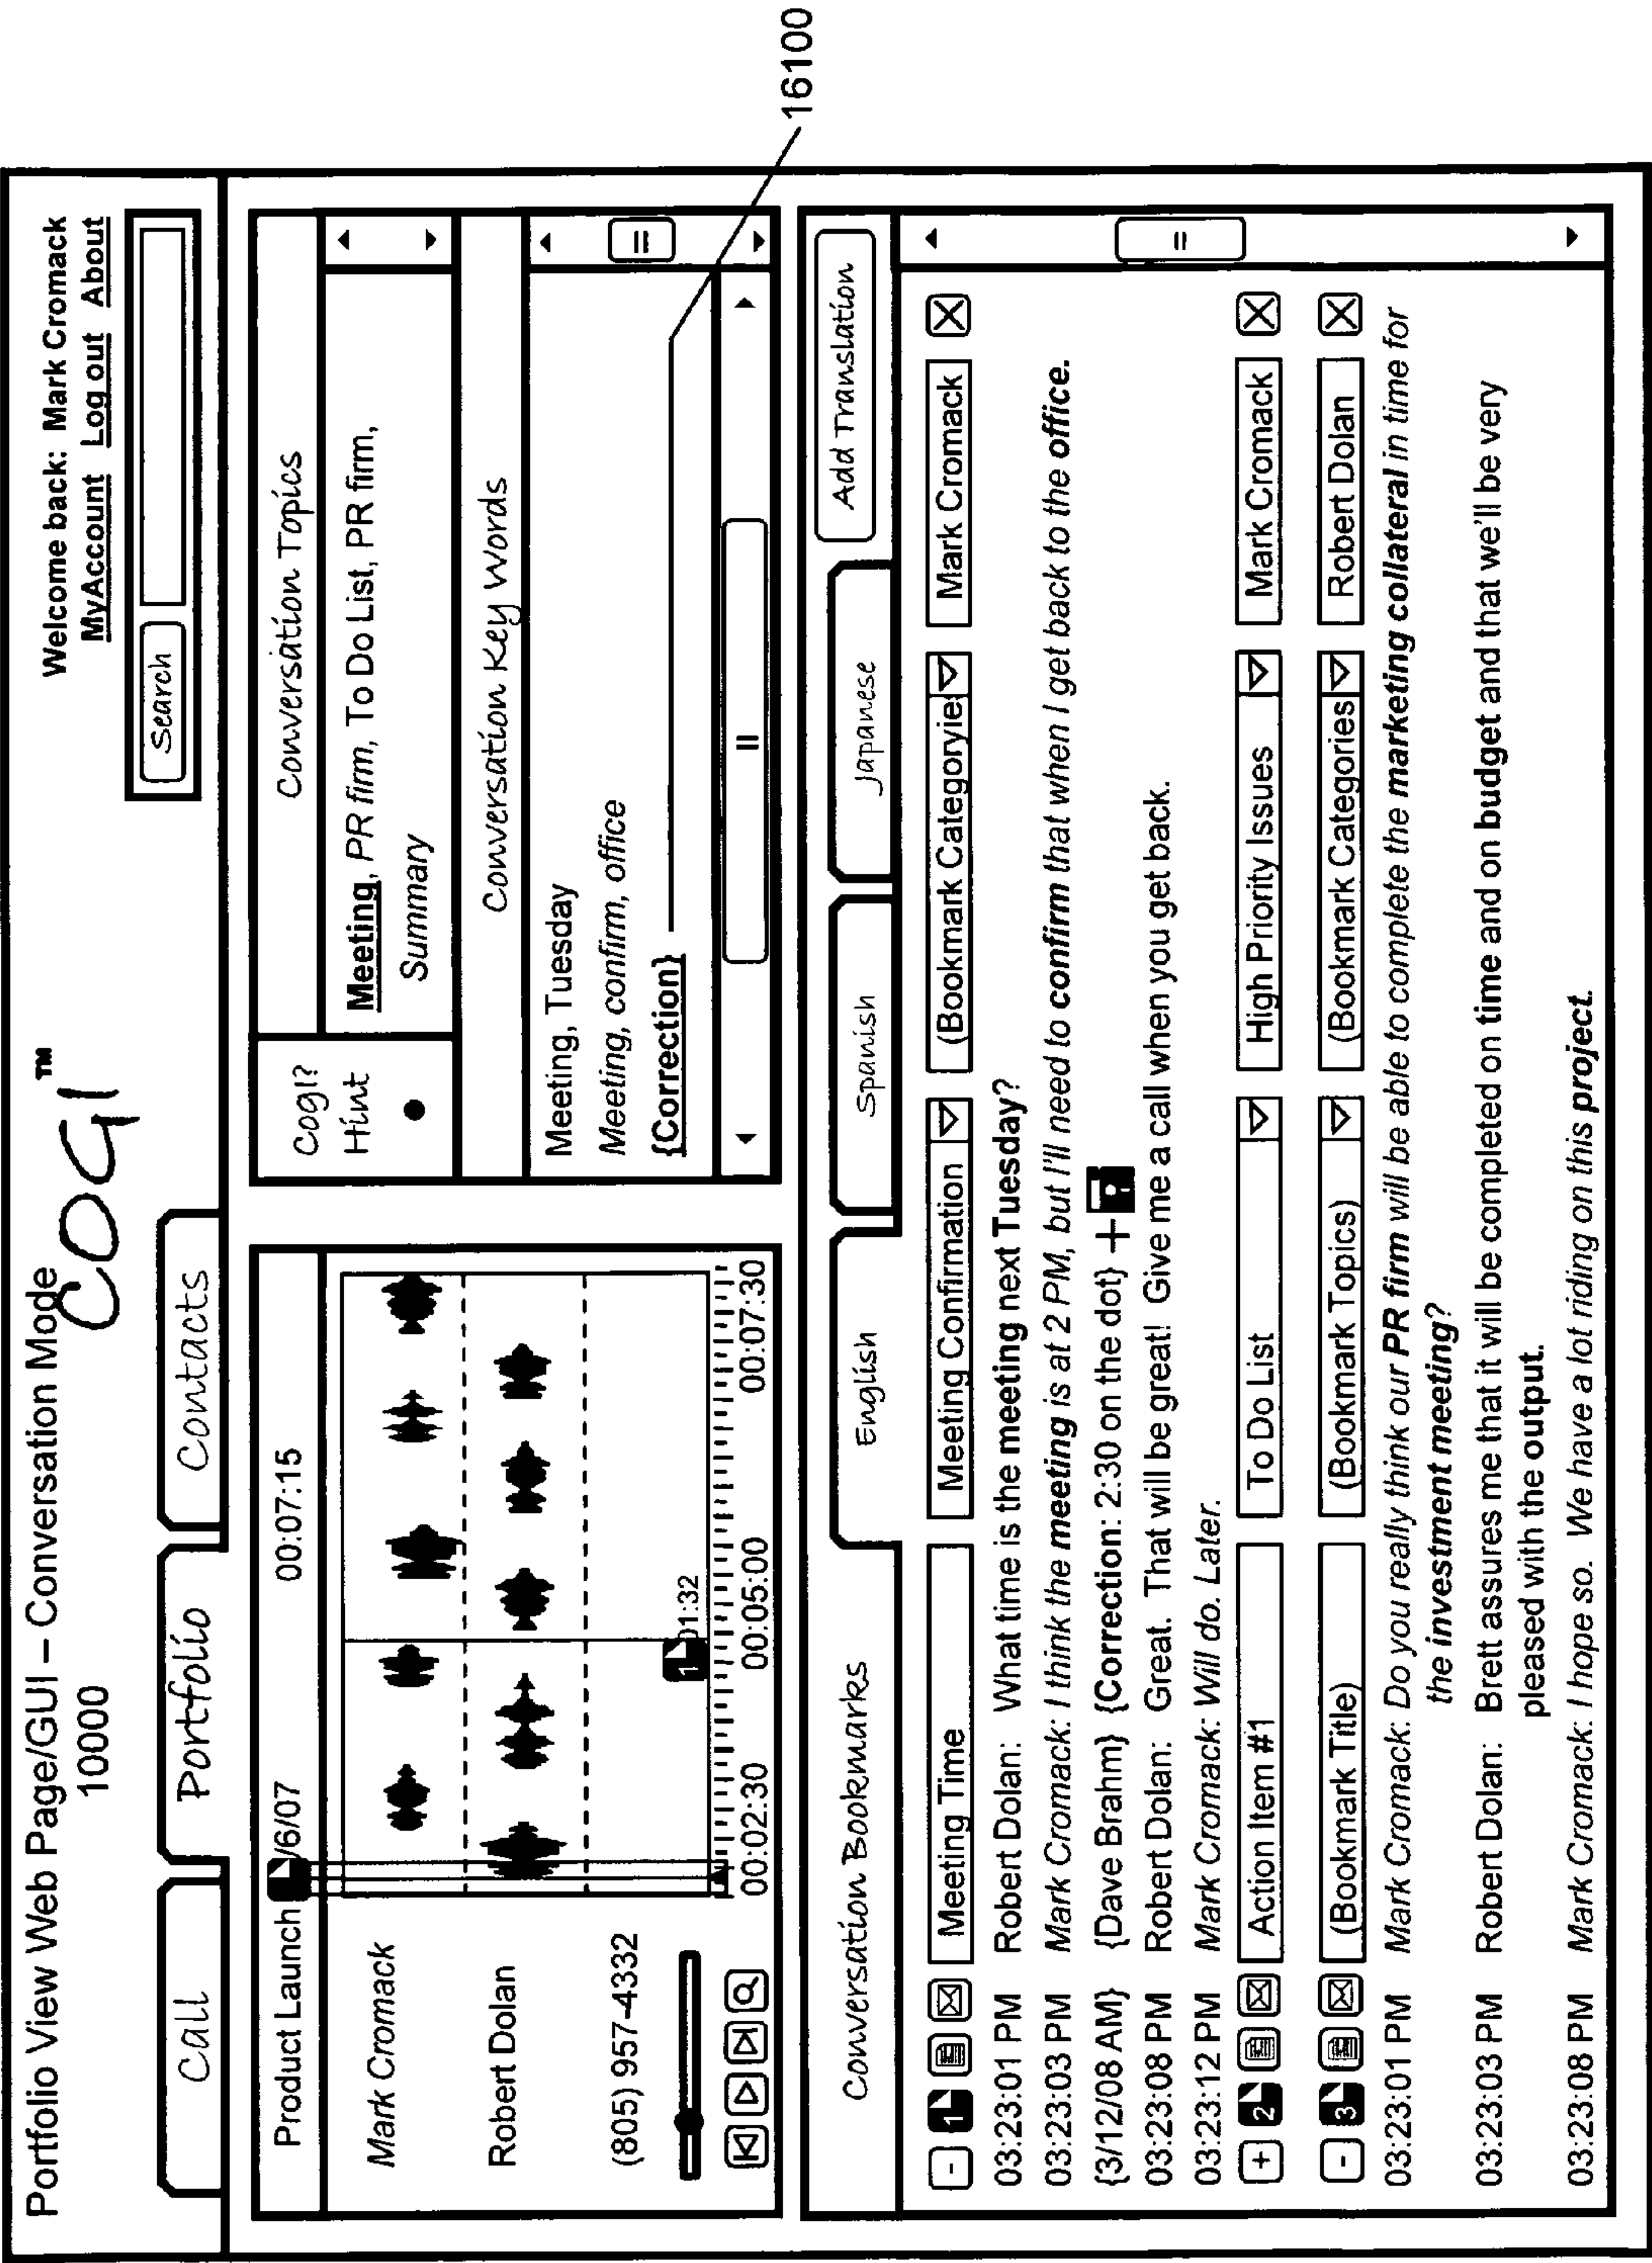 Portfolio View Web Page/GUI – Conversation Mode
10000
COGI™
Welcome back: Mark Cromack
MyAccount Log out About
Call
Portfolio
Contacts
Search
Product Launch
/6/07
00:07:15
Mark Cromack
Robert Dolan
(805) 957-4332
1
01:32
00:02:30
00:05:00
00:07:30
CogI?
Hint
Conversation Topics
Meeting, PR firm, To Do List, PR firm,
Summary
Conversation Key Words
Meeting, Tuesday
Meeting, confirm, office
{Correction}
16100
Conversation Bookmarks
English
Spanish
Japanese
Add Translation
- 1 Meeting Time Meeting Confirmation (Bookmark Categoryie Mark Cromack
03:23:01 PM Robert Dolan: What time is the meeting next Tuesday?
03:23:03 PM Mark Cromack: I think the meeting is at 2 PM, but I'll need to confirm that when I get back to the office.
{3/12/08 AM} {Dave Brahm} {Correction: 2:30 on the dot} +
03:23:08 PM Robert Dolan: Great. That will be great! Give me a call when you get back.
03:23:12 PM Mark Cromack: Will do. Later.
+ 2 Action Item #1 To Do List High Priority Issues Mark Cromack
- 3 (Bookmark Title) (Bookmark Topics) (Bookmark Categories) Robert Dolan
03:23:01 PM Mark Cromack: Do you really think our PR firm will be able to complete the marketing collateral in time for
the investment meeting?
03:23:03 PM Robert Dolan: Brett assures me that it will be completed on time and on budget and that we'll be very
pleased with the output.
03:23:08 PM Mark Cromack: I hope so. We have a lot riding on this project.